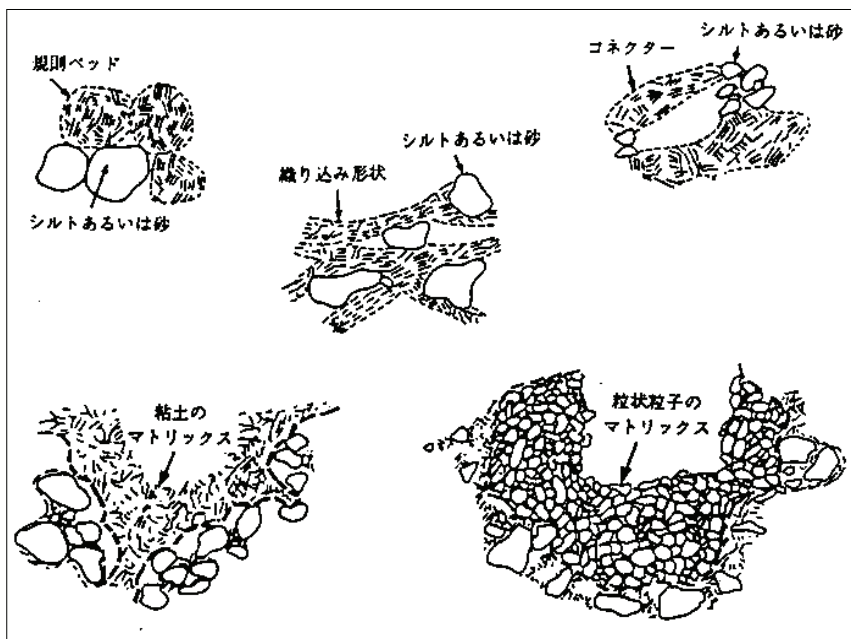 規則ペッド
シルトあるいは砂
織り込み形状
シルトあるいは砂
コネクター
シルトあるいは砂
粘土の
マトリックス
粒状粒子の
マトリックス